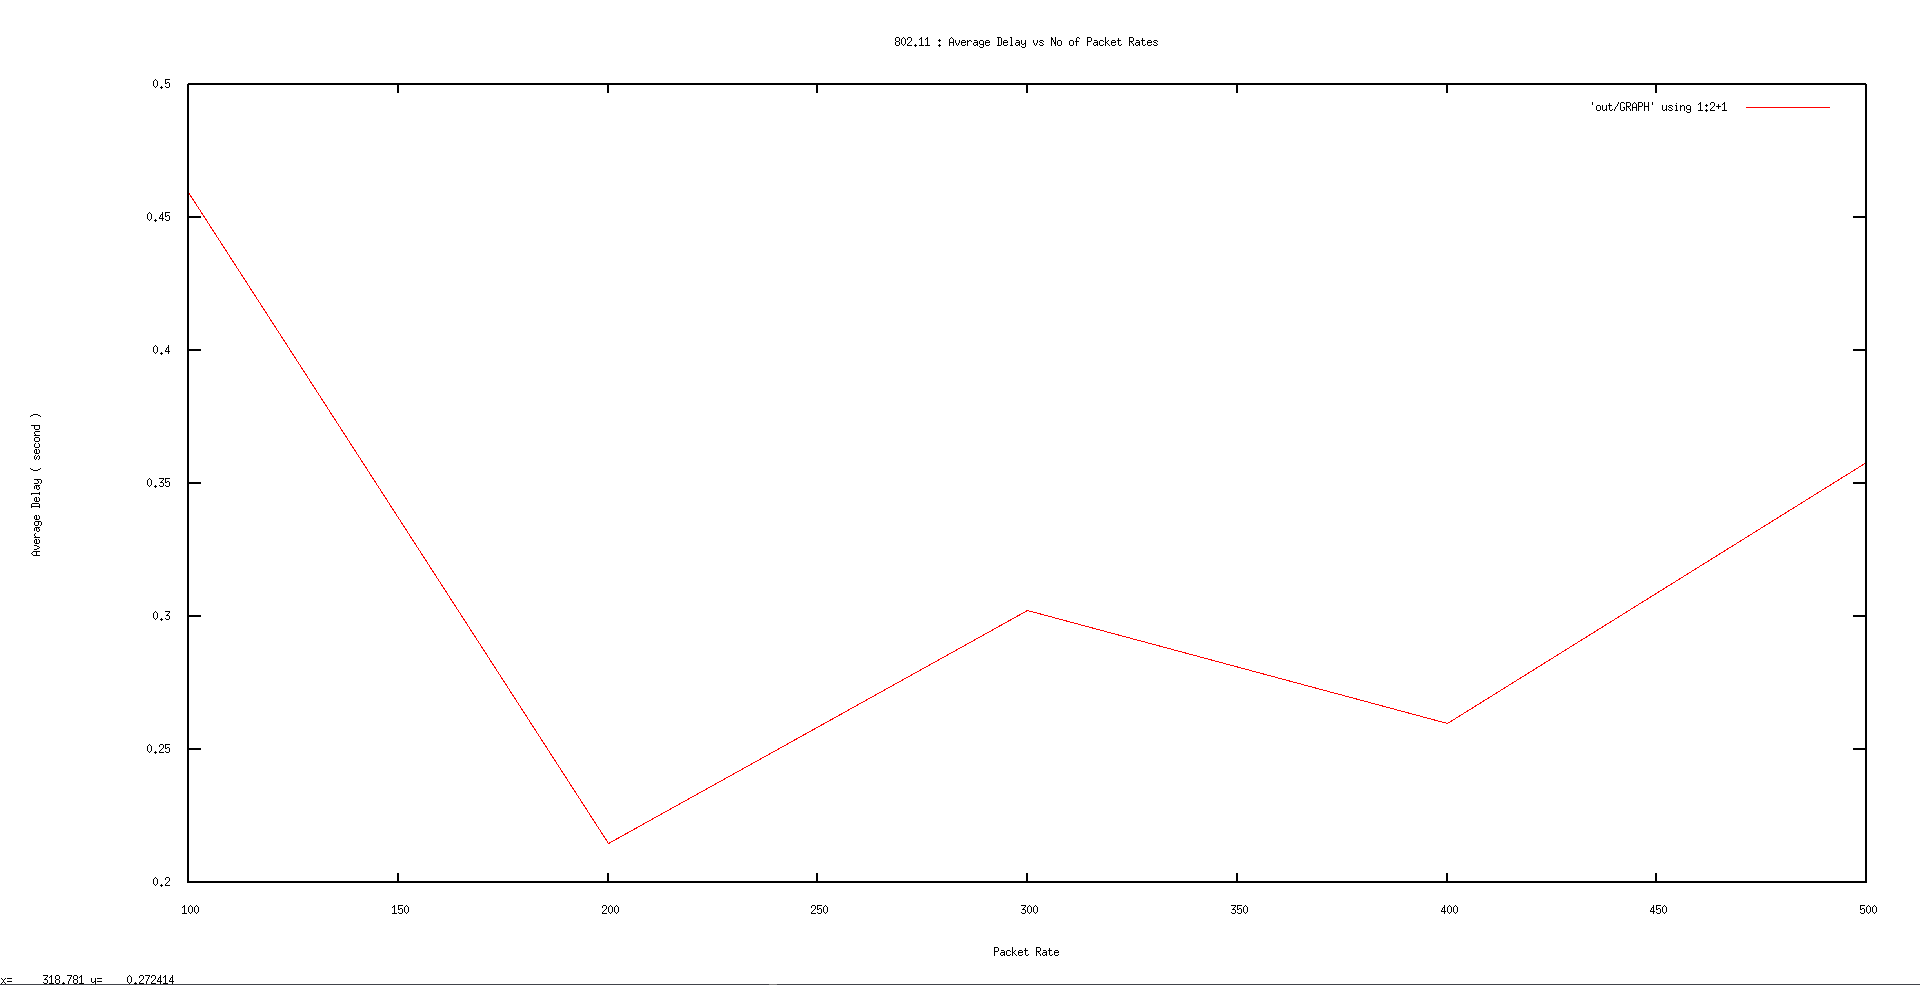 802.11 : Average Delay vs No of Packet Rates
'out/GRAPH' using 1:2+1
0.5
0.45
0.4
0.35
0.3
0.25
0.2
Average Delay ( second )
100 150 200 250 300 350 400 450 500
Packet Rate
x= 318.781 y= 0.272414